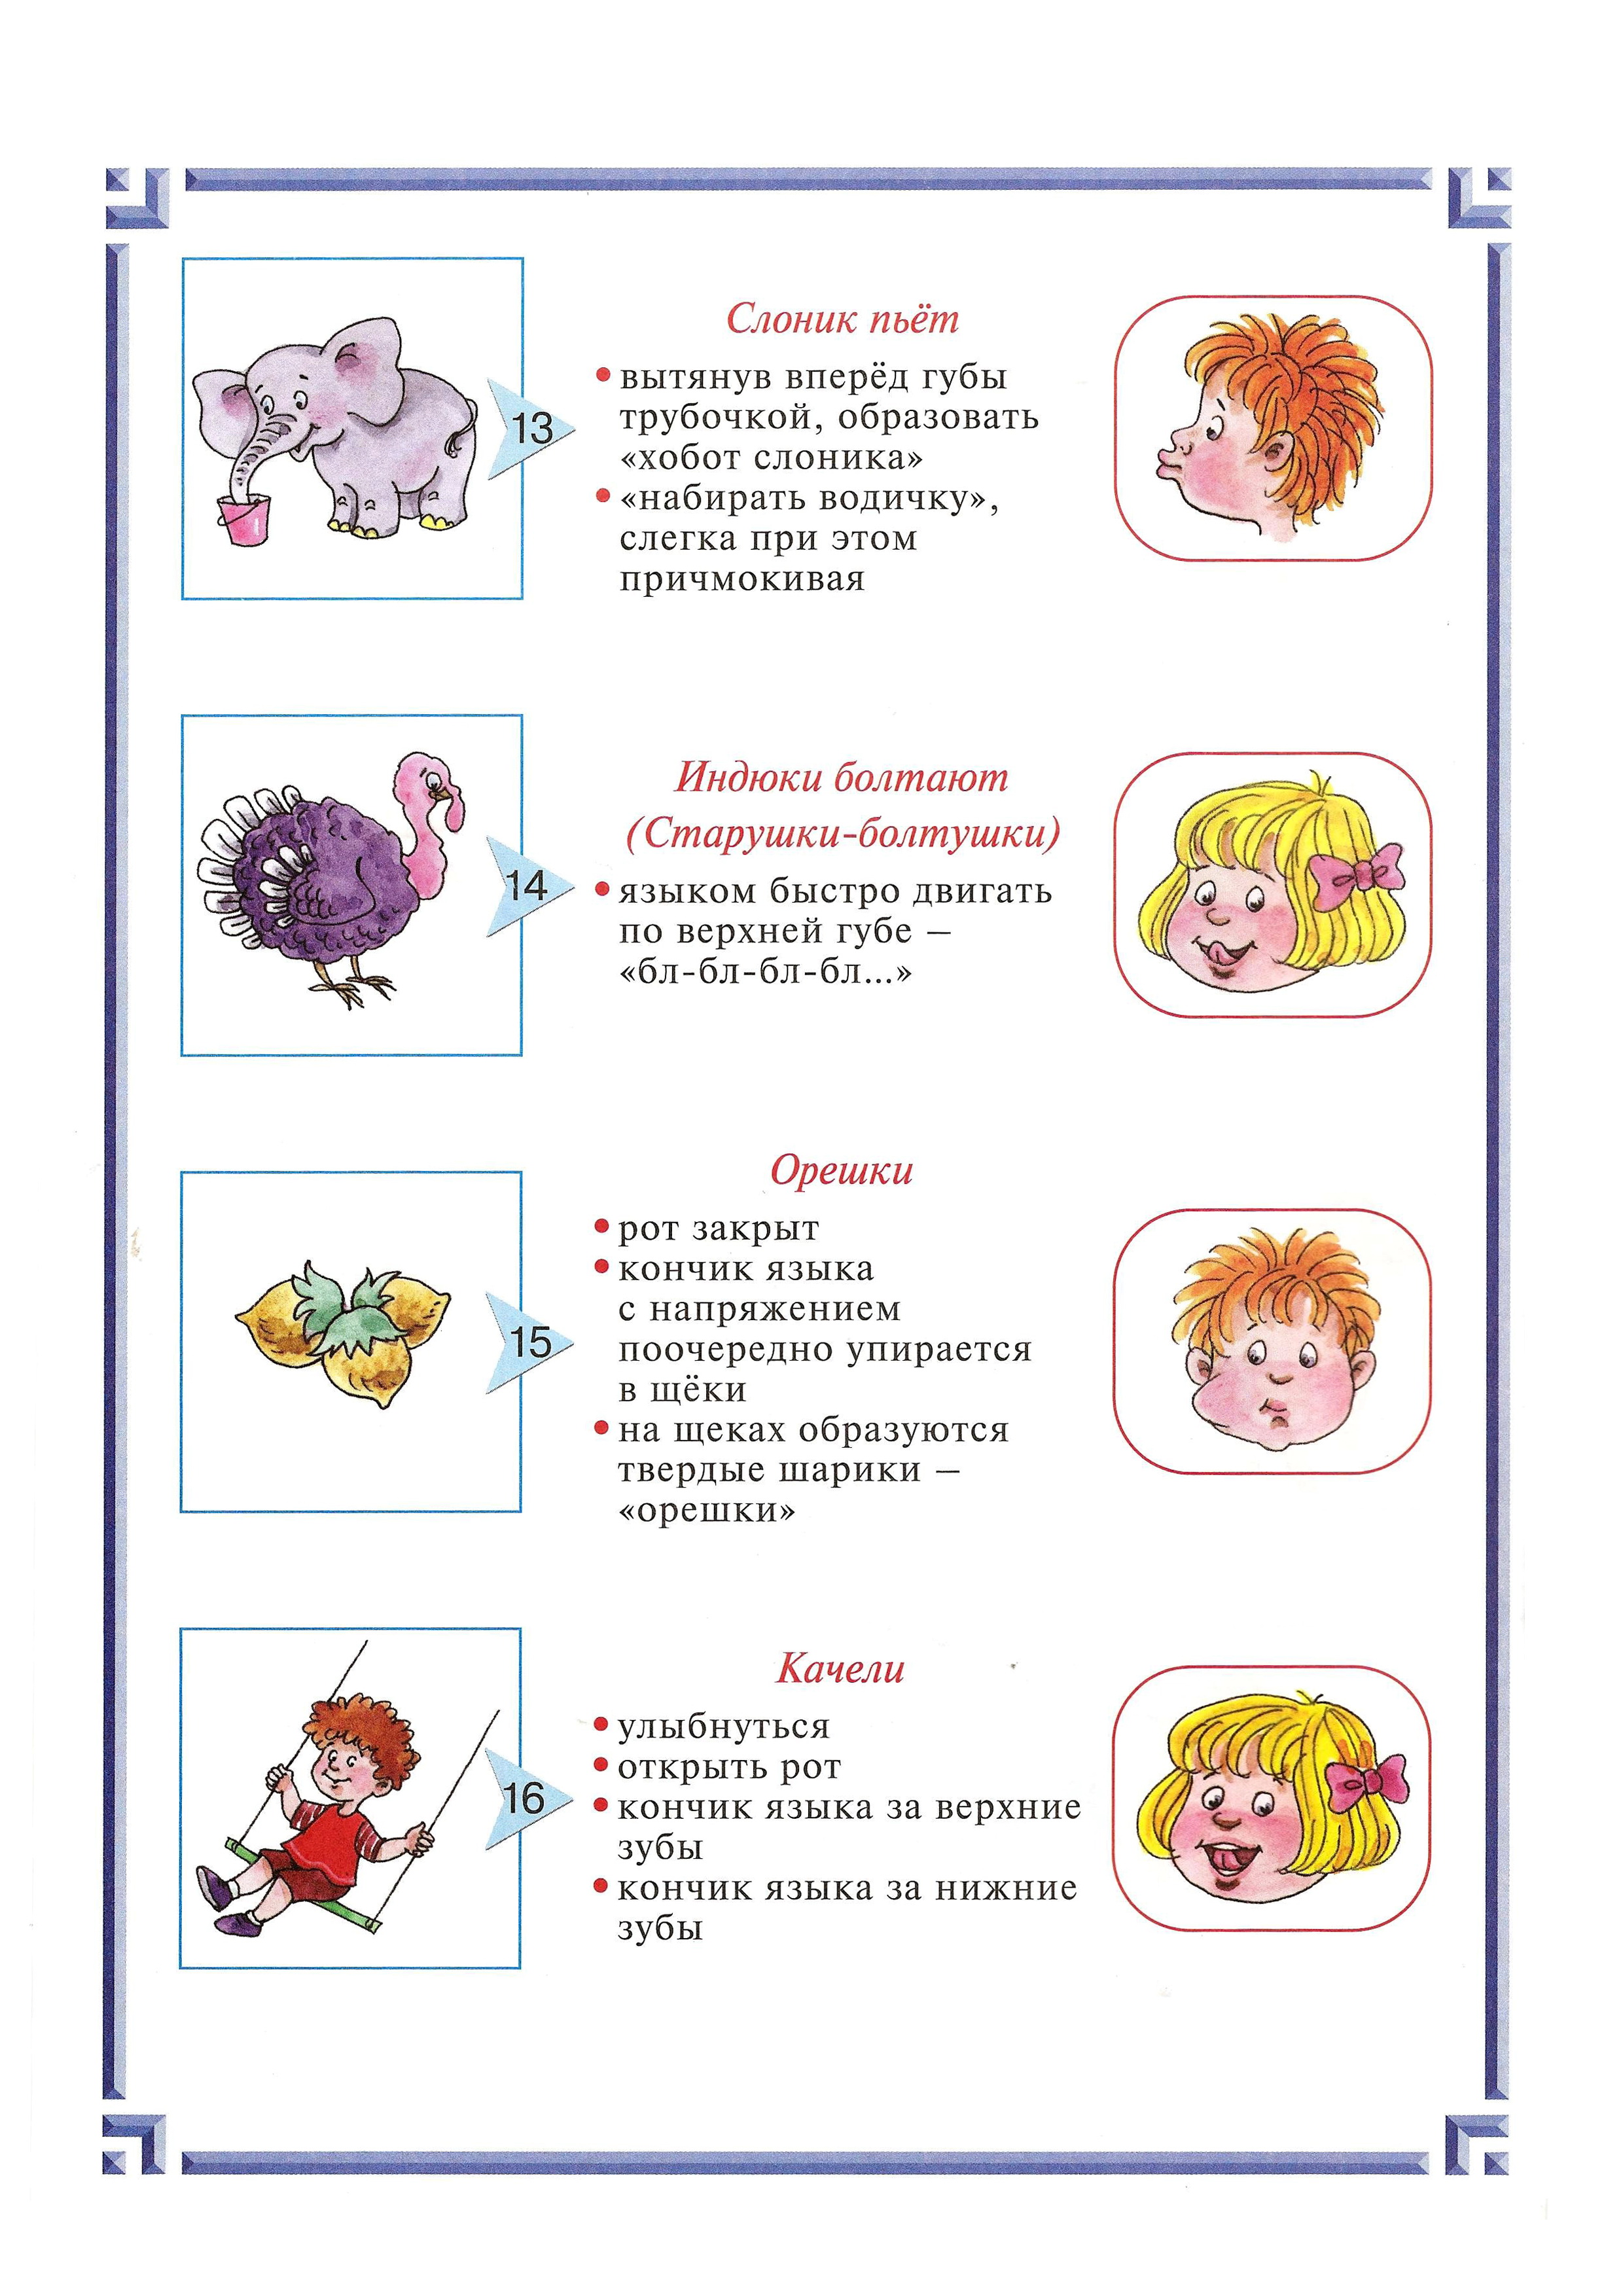 Слоник пьёт
• вытянув вперёд губы
трубочкой, образовать
«хобот слоника»
• «набирать водичку»,
слегка при этом
причмокивая
13
Индюки болтают
(Старушки-болтушки)
• языком быстро двигать
по верхней губе –
«бл-бл-бл-бл...»
14
Орешки
• рот закрыт
• кончик языка
с напряжением
поочередно упирается
в щёки
• на щеках образуются
твердые шарики –
«орешки»
15
Качели
• улыбнуться
• открыть рот
• кончик языка за верхние
зубы
• кончик языка за нижние
зубы
16